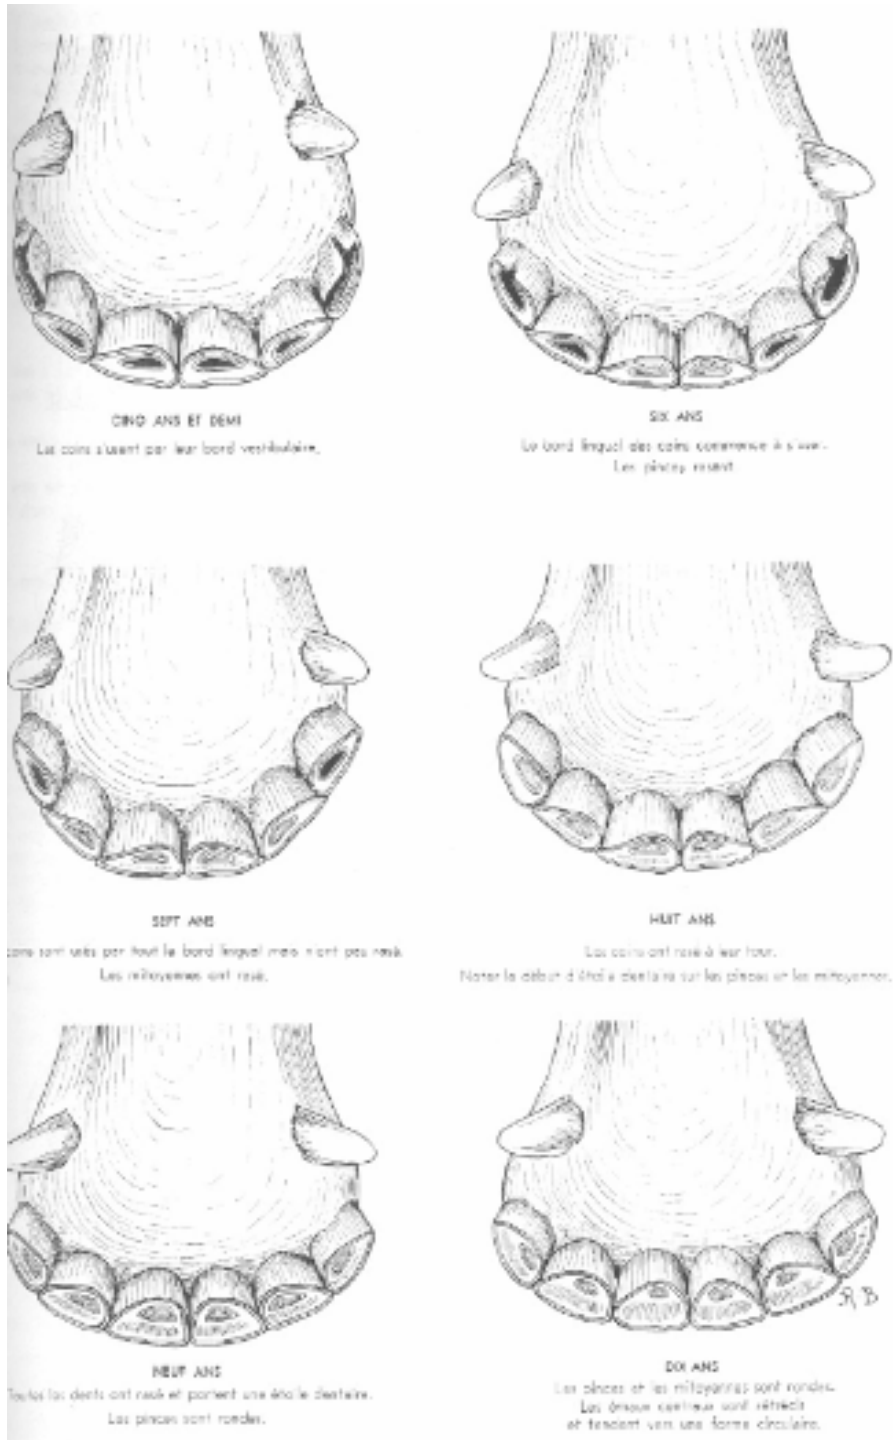 CINQ ANS ET DEMI
Les coins s'usent par leur bord vestibulaire.
SIX ANS
Le bord lingual des coins commence à s'user.
Les pinces rasent
SEPT ANS
coins sont usés par tout le bord lingual mais n'ont pas rasé.
Les mitoyennes ont rasé.
HUIT ANS
Les coins ont rasé à leur tour.
Noter le début d'étoile dentaire sur les pinces et les mitoyennes.
NEUF ANS
Toutes les dents ont rasé et portent une étoile dentaire.
Les pinces sont rondes.
DIX ANS
Les pinces et les mitoyennes sont rondes.
Les émaux centraux sont rétrécis
et tendent vers une forme circulaire.
R B